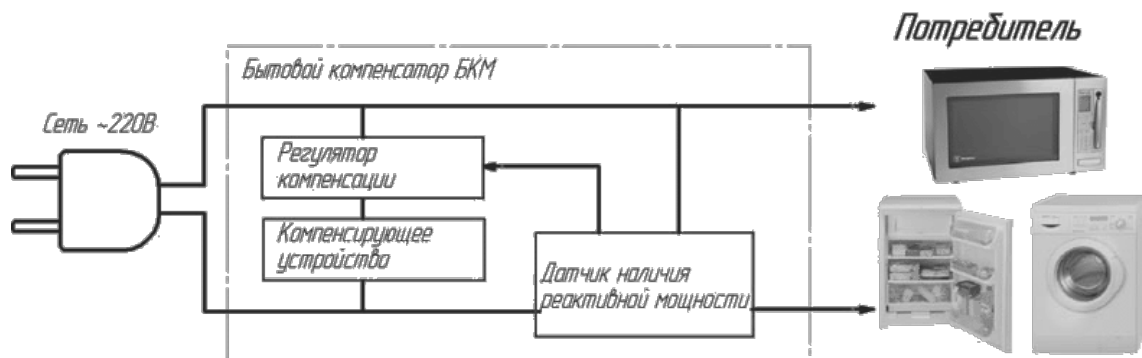 Потребитель
Бытовой компенсатор БКМ
Сеть ~220В
Регулятор
компенсации
Компенсирующее
устройство
Датчик наличия
реактивной мощности